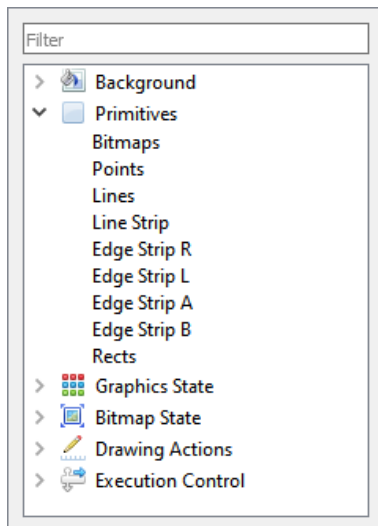 Filter
Background
Primitives
Bitmaps
Points
Lines
Line Strip
Edge Strip R
Edge Strip L
Edge Strip A
Edge Strip B
Rects
Graphics State
Bitmap State
Drawing Actions
Execution Control